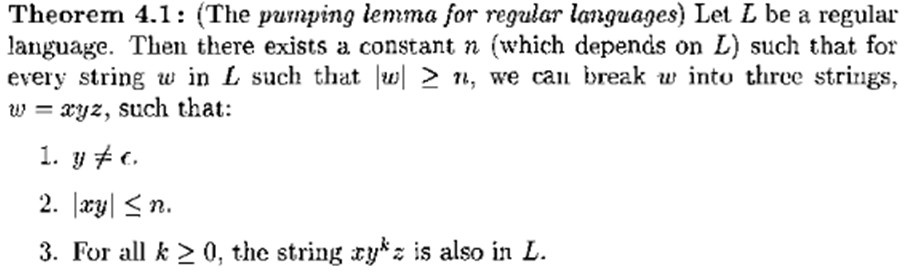 Theorem 4.1: (The pumping lemma for regular languages) Let L be a regular
language. Then there exists a constant n (which depends on L) such that for
every string w in L such that |w| ≥ n, we can break w into three strings,
w = xyz, such that:
1. y ≠ ϵ.
2. |xy| ≤ n.
3. For all k ≥ 0, the string xyᵏz is also in L.